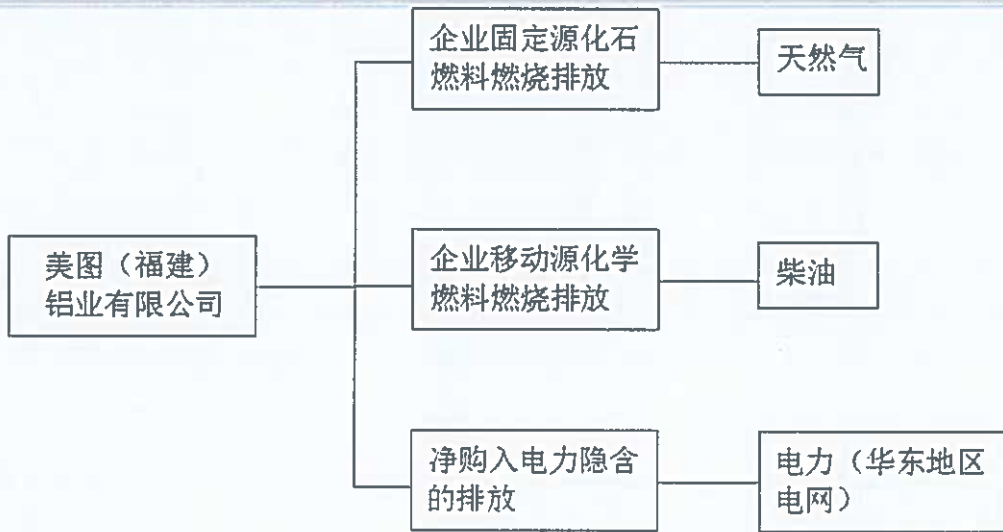 企业固定源化石
燃料燃烧排放
天然气
美图（福建）
铝业有限公司
企业移动源化学
燃料燃烧排放
柴油
净购入电力隐含
的排放
电力（华东地区
电网）